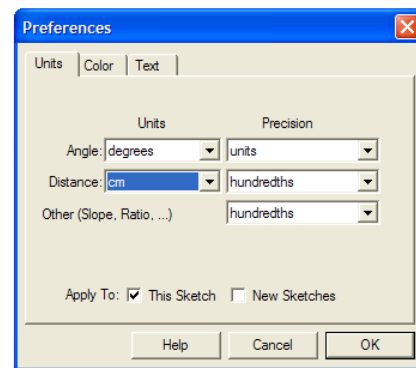 Preferences
Units Color Text
Units Precision
Angle: degrees units
Distance: cm hundredths
Other (Slope, Ratio, ...) hundredths
Apply To: This Sketch New Sketches
Help Cancel OK